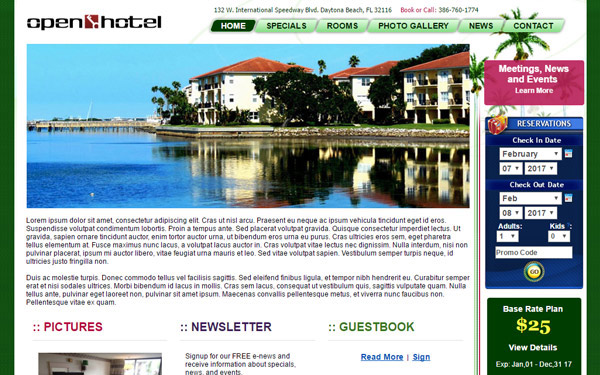 132 W. International Speedway Blvd. Daytona Beach, FL 32116 Book or Call: 386-760-1774
open hotel
HOME SPECIALS ROOMS PHOTO GALLERY NEWS CONTACT
Meetings, News
and Events
Learn More
RESERVATIONS
Check In Date
February
07 2017
Check Out Date
Feb
08 2017
Adults: Kids
1 0
Promo Code
GO
Lorem ipsum dolor sit amet, consectetur adipiscing elit. Cras ut nisl arcu. Praesent eu neque ac ipsum vehicula tincidunt eget id eros.
Suspendisse volutpat condimentum lobortis. Proin a tempus ante. Sed placerat volutpat gravida. Quisque consectetur imperdiet lectus. Ut
gravida, sapien ornare tincidunt auctor, enim tortor auctor urna, ut bibendum eros urna eu purus. Cras ultricies eros sem, eget pharetra
tellus elementum at. Fusce maximus nunc lacus, a volutpat lacus auctor in. Cras volutpat vitae lectus nec dignissim. Nulla interdum, nisi non
pulvinar placerat, ipsum mi auctor libero, vitae feugiat urna mauris et leo. Sed vitae volutpat sapien. Vestibulum semper turpis neque, id
ultricies justo fringilla non.
Duis ac molestie turpis. Donec commodo tellus vel facilisis sagittis. Sed eleifend finibus ligula, et tempor nibh hendrerit eu. Curabitur semper
erat et nisi sodales ultrices. Morbi bibendum id lacus in mollis. Cras sem lacus, consequat ut vestibulum quis, sagittis vulputate quam. Nulla
tellus ante, pulvinar eget laoreet non, pulvinar sit amet ipsum. Maecenas convallis pellentesque metus, et viverra nunc faucibus non.
Pellentesque vitae ex quam.
Base Rate Plan
$25
View Details
Exp: Jan,01 - Dec,31 17
:: PICTURES :: NEWSLETTER :: GUESTBOOK
Signup for our FREE e-news and
receive information about specials,
news, and events.
Read More | Sign